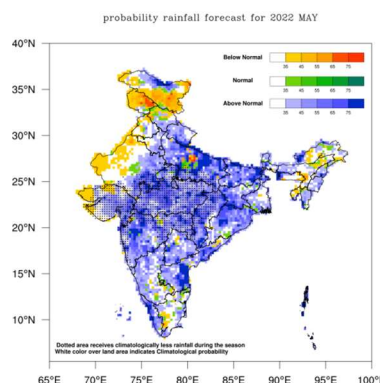 probability rainfall forecast for 2022 MAY
40°N
35°N
30°N
25°N
20°N
15°N
10°N
65°E 70°E 75°E 80°E 85°E 90°E 95°E 100°E
Below Normal
35 45 55 65 75
Normal
35 45 55 65 75
Above Normal
35 45 55 65 75
Dotted area receives climatologically less rainfall during the season
White color over land area indicates Climatological probability